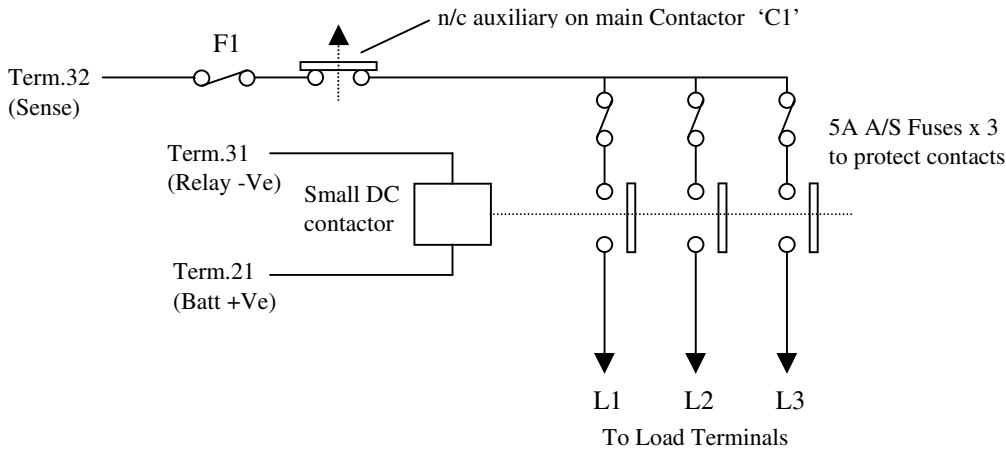 n/c auxiliary on main Contactor ‘C1’
F1
Term.32
(Sense)
5A A/S Fuses x 3
to protect contacts
Term.31
(Relay -Ve)
Small DC
contactor
Term.21
(Batt +Ve)
L1 L2 L3
To Load Terminals